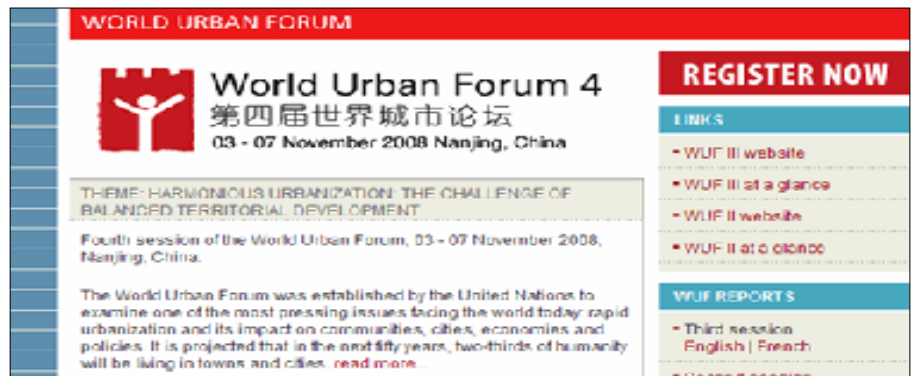 WORLD URBAN FORUM
World Urban Forum 4
第四届世界城市论坛
03 - 07 November 2008 Nanjing, China
THEME: HARMONIOUS URBANIZATION: THE CHALLENGE OF
BALANCED TERRITORIAL DEVELOPMENT
Fourth session of the World Urban Forum, 03 - 07 November 2008,
Nanjing, China.
The World Urban Forum was established by the United Nations to
examine one of the most pressing issues facing the world today: rapid
urbanization and its impact on communities, cities, economies and
policies. It is projected that in the next fifty years, two-thirds of humanity
will be living in towns and cities. read more...
REGISTER NOW
LINKS
WUF III website
WUF III at a glance
WUF II website
WUF II at a glance
WUF REPORTS
Third session
English | French